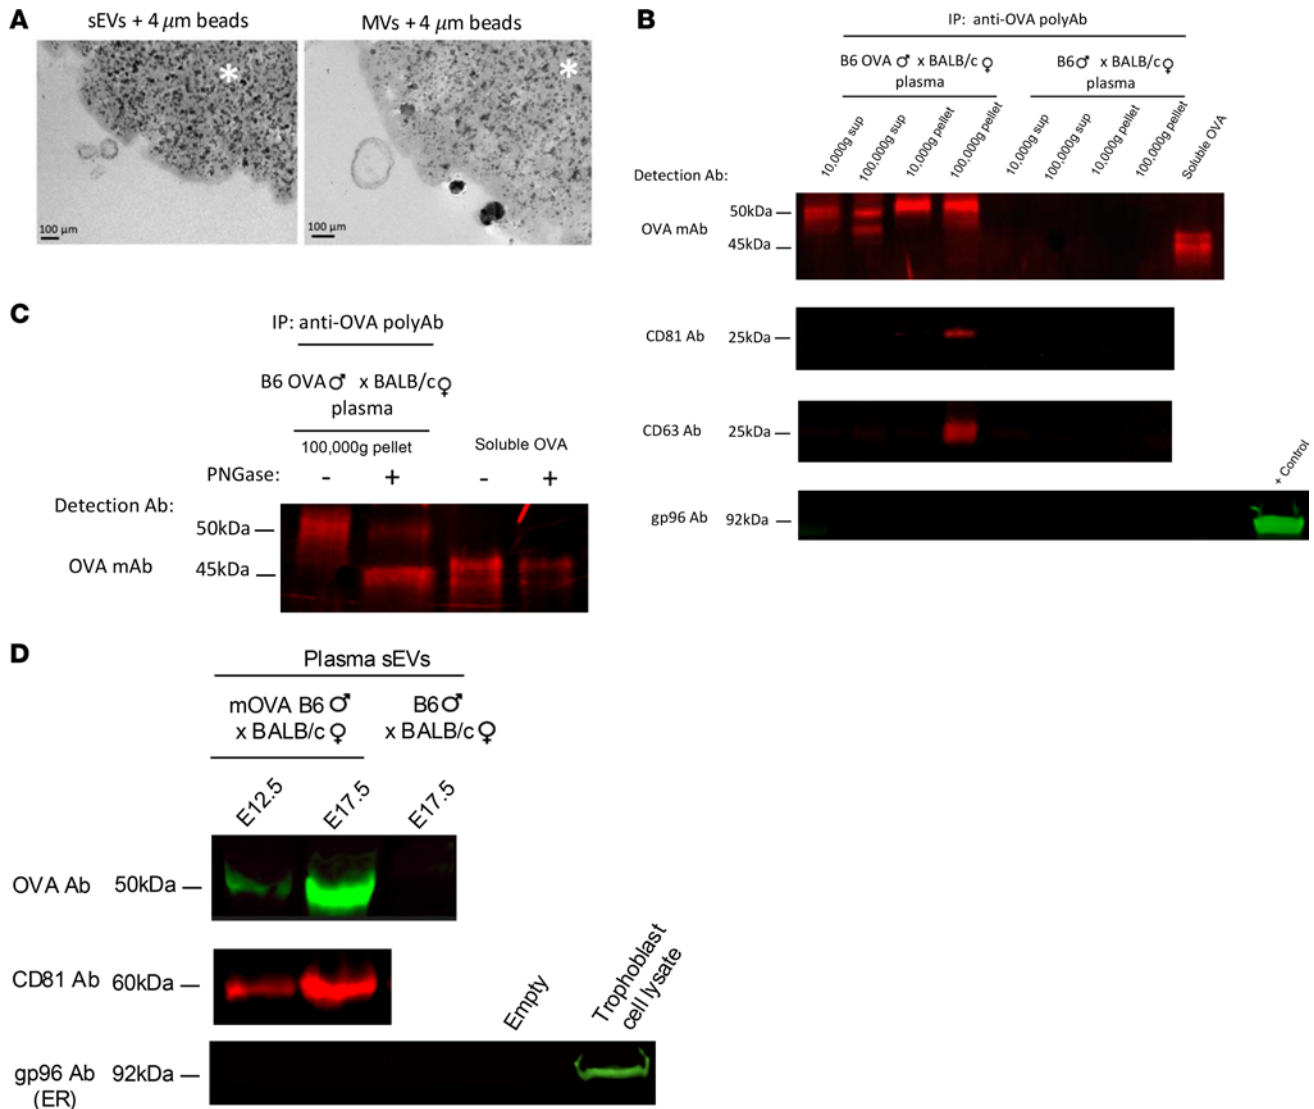 A
sEVs + 4 μm beads
MVs + 4 μm beads
*
*
100 μm
100 μm
B
IP: anti-OVA polyAb
B6 OVA ♂ x BALB/c ♀
plasma
B6♂ x BALB/c♀
plasma
10,000g sup
100,000g sup
10,000g pellet
100,000g pellet
10,000g sup
100,000g sup
10,000g pellet
100,000g pellet
Soluble OVA
Detection Ab:
OVA mAb
50kDa
45kDa
CD81 Ab
25kDa
CD63 Ab
25kDa
+ Control
gp96 Ab
92kDa
C
IP: anti-OVA polyAb
B6 OVA♂ x BALB/c♀
plasma
100,000g pellet
Soluble OVA
PNGase: - + - +
Detection Ab:
OVA mAb
50kDa
45kDa
D
Plasma sEVs
mOVA B6 ♂
x BALB/c ♀
B6♂
x BALB/c ♀
E12.5
E17.5
E17.5
OVA Ab
50kDa
CD81 Ab
60kDa
Empty
Trophoblast
cell lysate
gp96 Ab
(ER)
92kDa